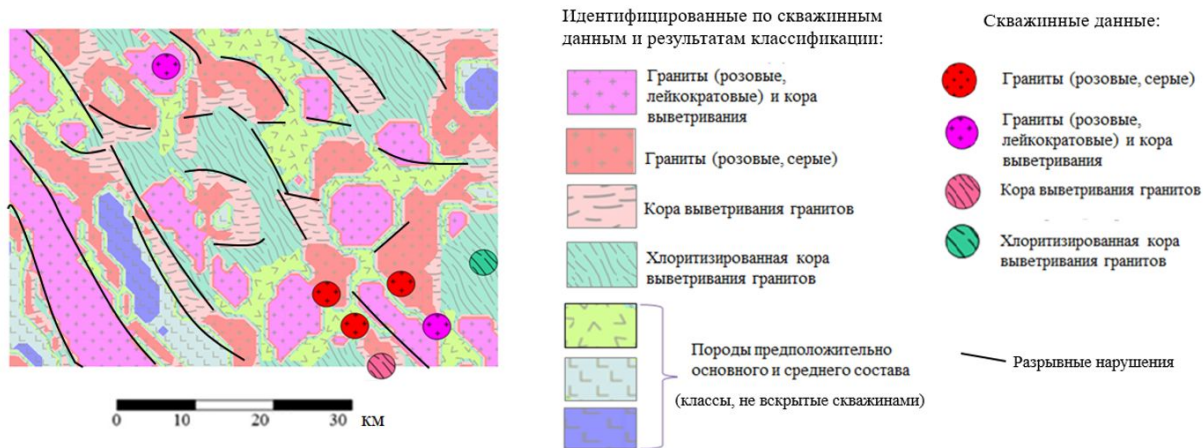 Идентифицированные по скважинным
данным и результатам классификации:
Граниты (розовые,
лейкократовые) и кора
выветривания
Граниты (розовые, серые)
Кора выветривания гранитов
Хлоритизированная кора
выветривания гранитов
Породы предположительно
основного и среднего состава
(классы, не вскрытые скважинами)
Скважинные данные:
Граниты (розовые, серые)
Граниты (розовые,
лейкократовые) и кора
выветривания
Кора выветривания гранитов
Хлоритизированная кора
выветривания гранитов
Разрывные нарушения
0 10 20 30 км